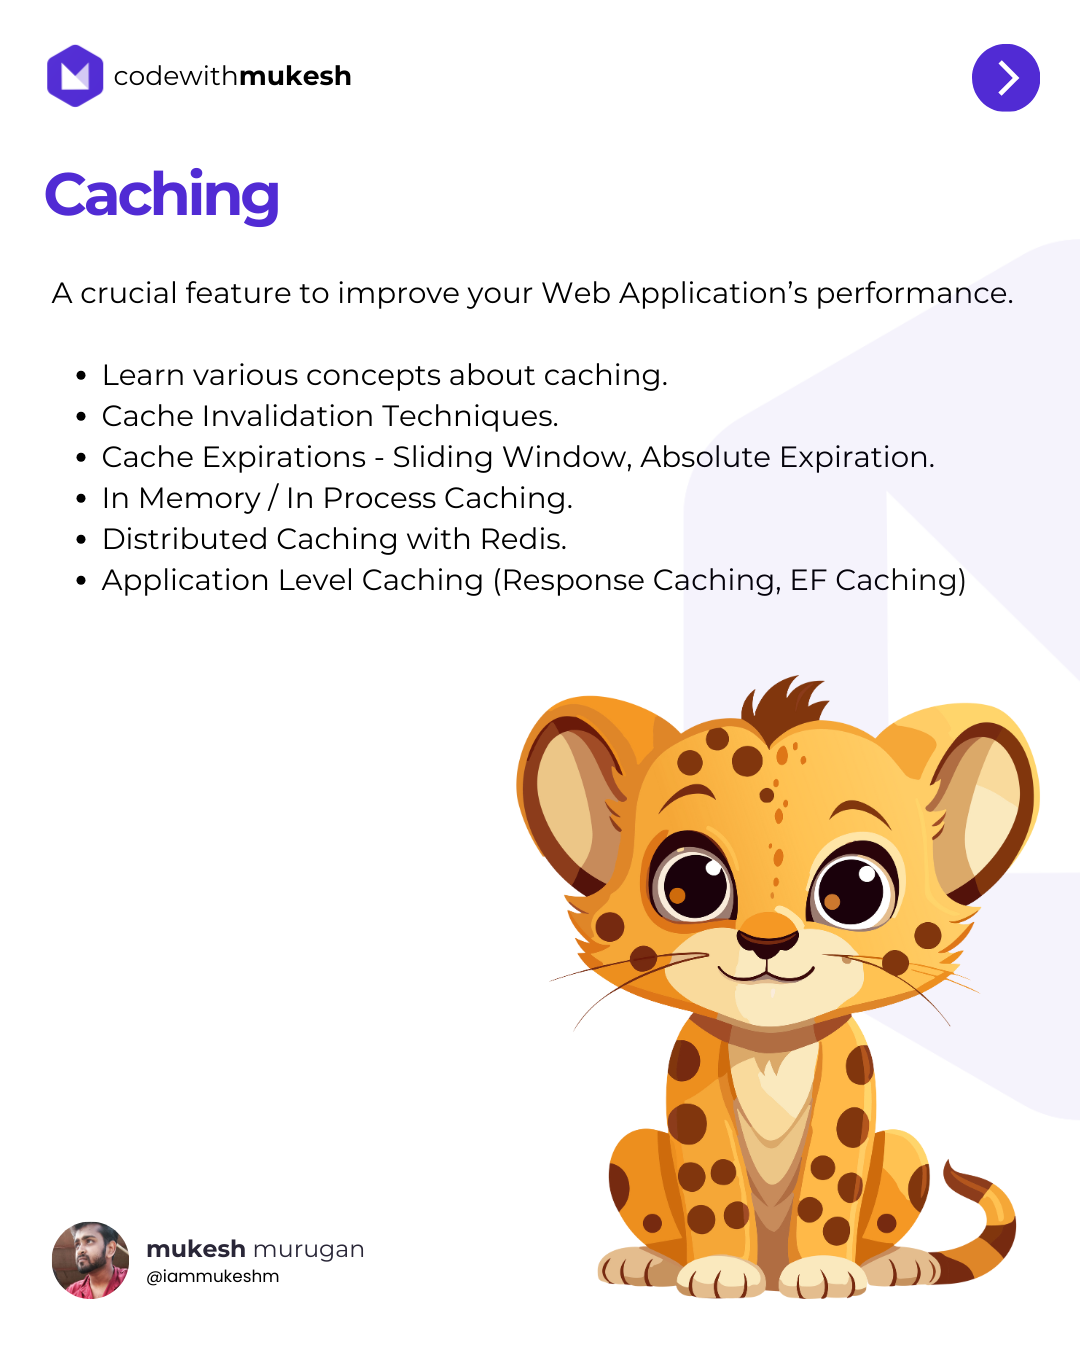 codewithmukesh
Caching
A crucial feature to improve your Web Application’s performance.
• Learn various concepts about caching.
• Cache Invalidation Techniques.
• Cache Expirations - Sliding Window, Absolute Expiration.
• In Memory / In Process Caching.
• Distributed Caching with Redis.
• Application Level Caching (Response Caching, EF Caching)
mukesh murugan
@iammukeshm